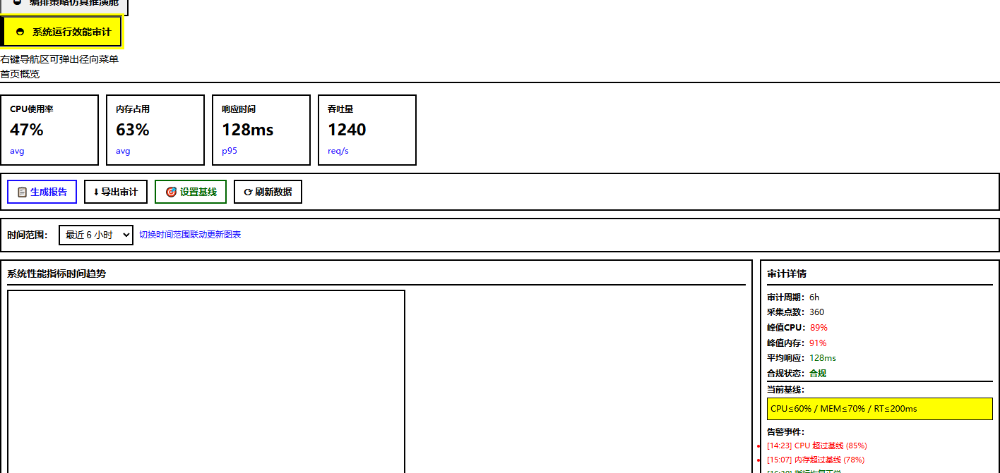 编排策略仿真推演舱
系统运行效能审计
右键导航区可弹出径向菜单
首页概览
CPU使用率
47%
avg
内存占用
63%
avg
响应时间
128ms
p95
吞吐量
1240
req/s
生成报告
导出审计
设置基线
刷新数据
时间范围：
最近 6 小时
切换时间范围联动更新图表
系统性能指标时间趋势
审计详情
审计周期：6h
采集点数：360
峰值CPU：89%
峰值内存：91%
平均响应：128ms
合规状态：合规
当前基线：
CPU≤60% / MEM≤70% / RT≤200ms
告警事件：
[14:23] CPU 超过基线 (85%)
[15:07] 内存超过基线 (78%)